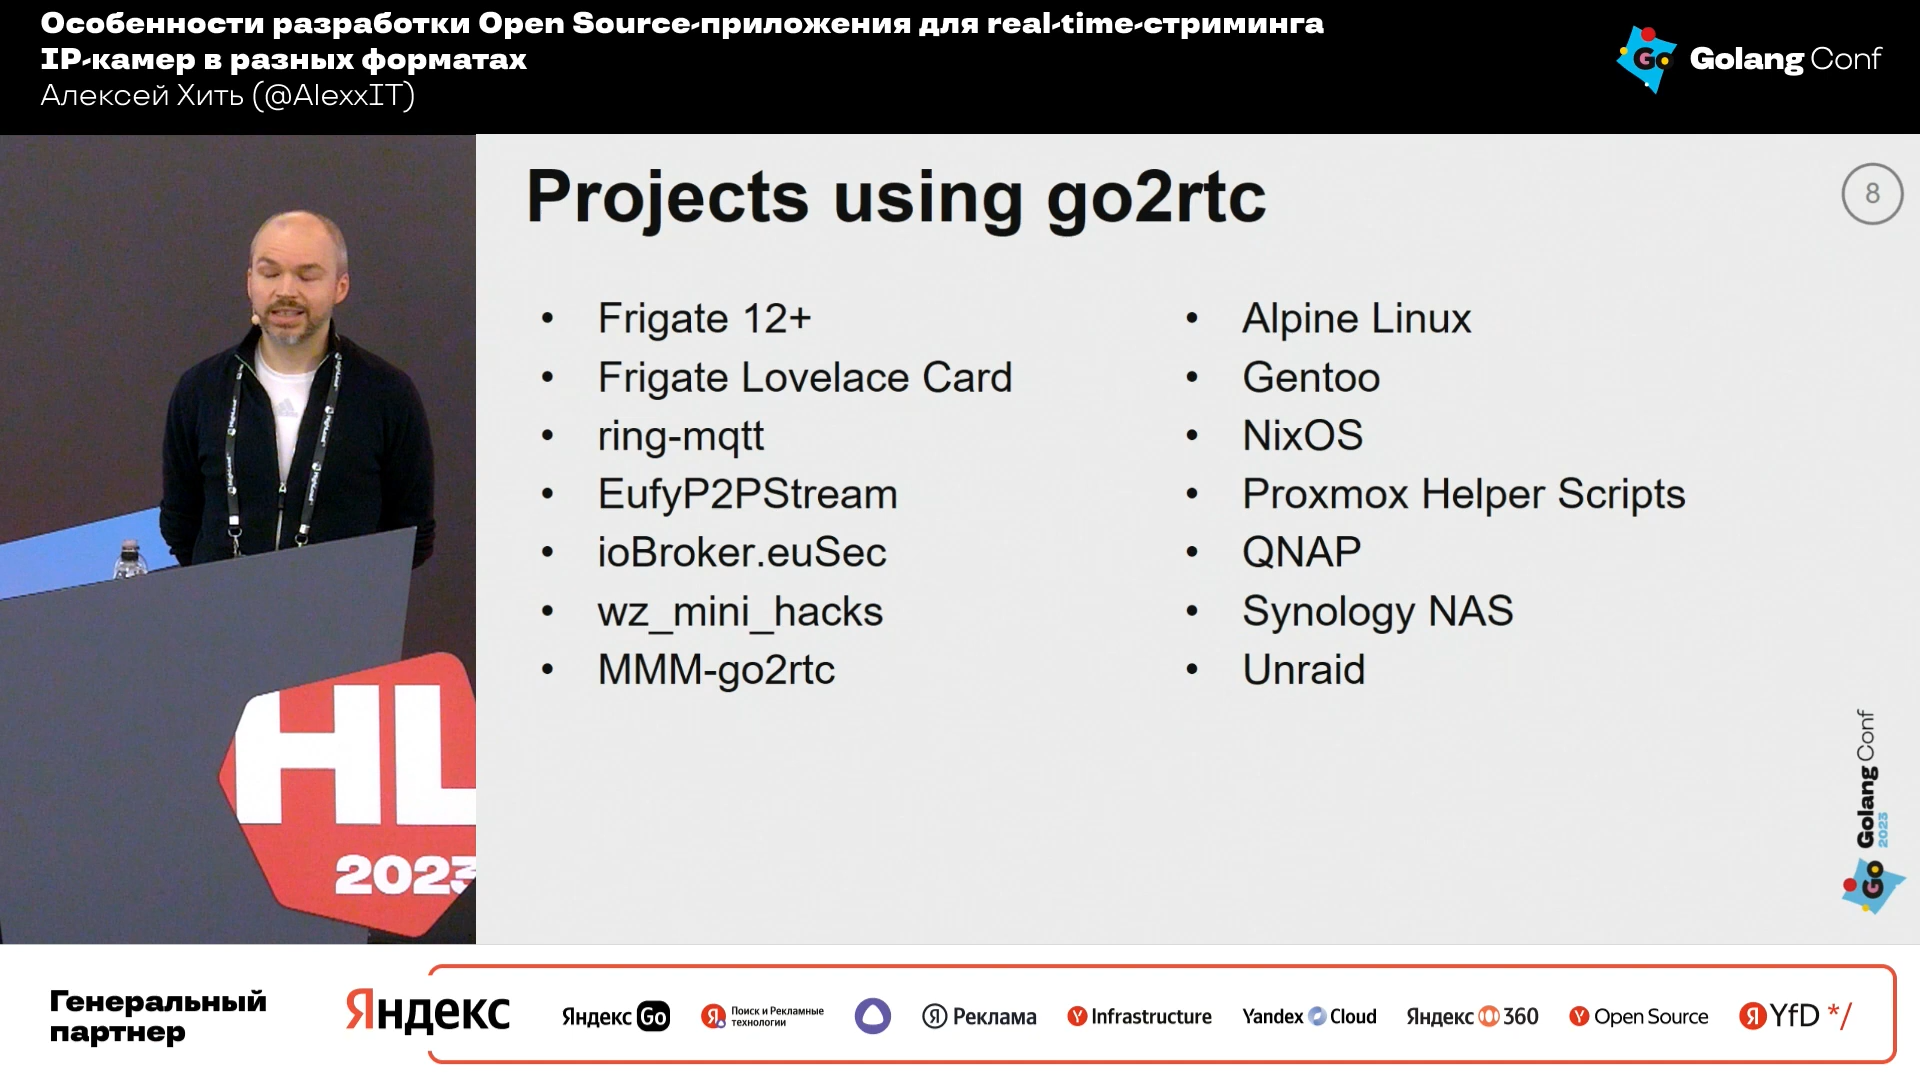 Особенности разработки Open Source-приложения для real-time-стриминга
IP-камер в разных форматах
Алексей Хить (@AlexxIT)
Go
Golang Conf
Projects using go2rtc
8
• Frigate 12+
• Frigate Lovelace Card
• ring-mqtt
• EufyP2PStream
• ioBroker.euSec
• wz_mini_hacks
• MMM-go2rtc
• Alpine Linux
• Gentoo
• NixOS
• Proxmox Helper Scripts
• QNAP
• Synology NAS
• Unraid
HL
2023
Go Golang Conf
2023
Генеральный
партнер
Яндекс
Яндекс Go
Я Поиск и Рекламные
технологии
Я Реклама
Y Infrastructure
Yandex Cloud
Яндекс 360
Y Open Source
Я YfD */